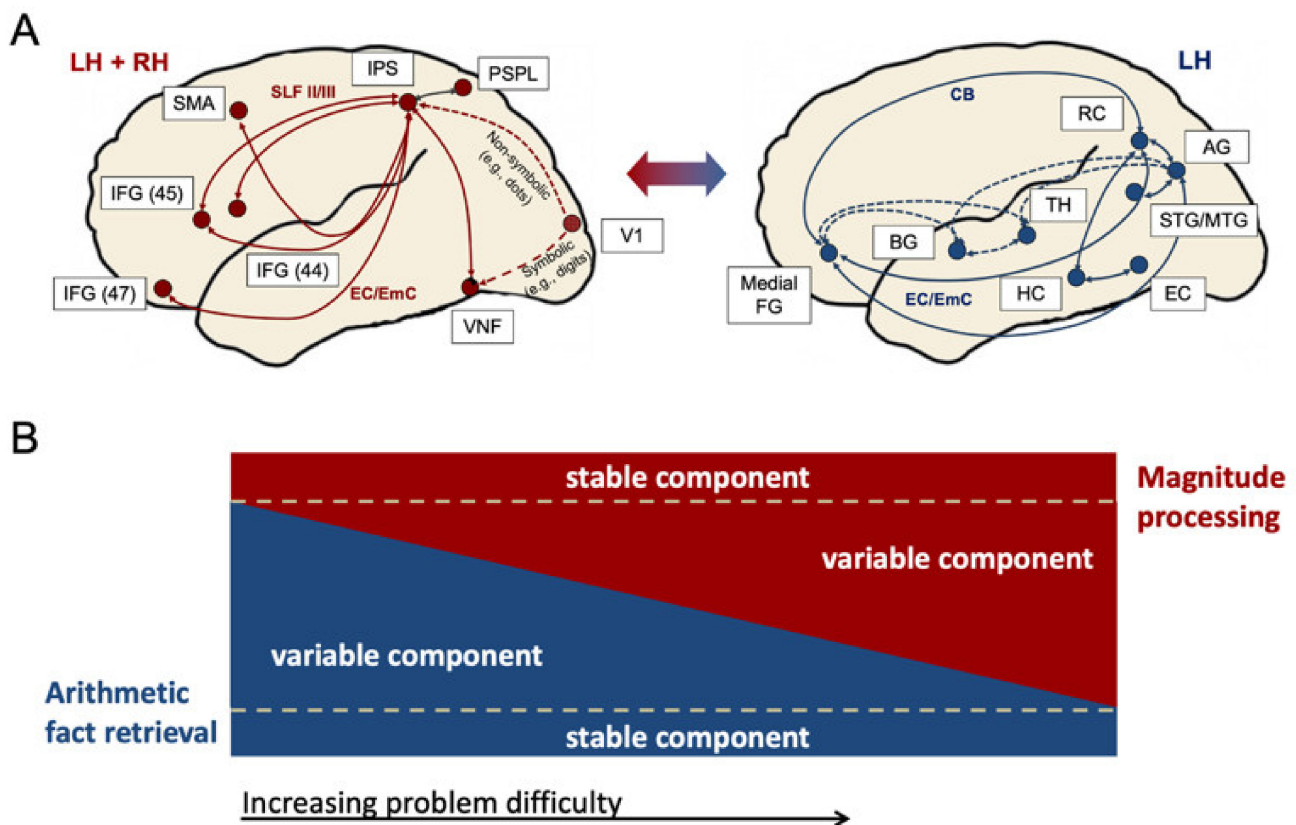 A
LH + RH
IPS
PSPL
SMA
SLF II/III
Non-symbolic
(e.g., dots)
IFG (45)
V1
IFG (44)
Symbolic
(e.g., digits)
IFG (47)
EC/EmC
VNF
LH
CB
RC
AG
TH
STG/MTG
BG
Medial
FG
EC/EmC
HC
EC
B
stable component
Magnitude
processing
variable component
variable component
Arithmetic
fact retrieval
stable component
Increasing problem difficulty